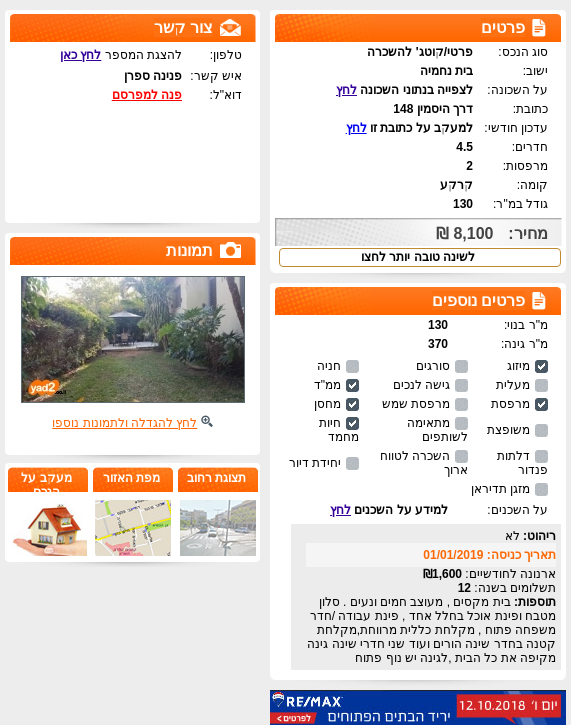 פרטים
סוג הנכס: פרטי/קוטג' להשכרה
ישוב: בית נחמיה
על השכונה: לצפייה בנתוני השכונה לחץ
כתובת: דרך היסמין 148
עדכון חודשי: למעקב על כתובת זו לחץ
חדרים: 4.5
מרפסות: 2
קומה: קרקע
גודל במ"ר: 130
מחיר: 8,100 ₪
לשינה טובה יותר לחצו
פרטים נוספים
מ"ר בנוי: 130
מ"ר גינה: 370
מיזוג סורגים חניה
מעלית גישה לנכים ממ"ד
מרפסת מרפסת שמש מחסן
משופצת מתאימה לשותפים חיות מחמד
דלתות פנדור השכרה לטווח ארוך יחידת דיור
מזגן תדיראן
על השכנים: למידע על השכנים לחץ
ריהוט: לא
תאריך כניסה: 01/01/2019
ארנונה לחודשיים: 1,600₪
תשלומים בשנה: 12
תוספות: בית מקסים , מעוצב חמים ונעים . סלון
מטבח ופינת אוכל בחלל אחד , פינת עבודה /חדר
משפחה פתוח , מקלחת כללית מרווחת,מקלחת
קטנה בחדר שינה הורים ועוד שני חדרי שינה גינה
מקיפה את כל הבית ,לגינה יש נוף פתוח
יום ו' 12.10.2018
יריד הבתים הפתוחים
RE/MAX
לפרטים >
צור קשר
טלפון: להצגת המספר לחץ כאן
איש קשר: פנינה ספרן
דוא"ל: פנה למפרסם
תמונות
yad2
לחץ להגדלה ולתמונות נוספו
תצוגת רחוב
מפת האזור
מעקב על
הנכס